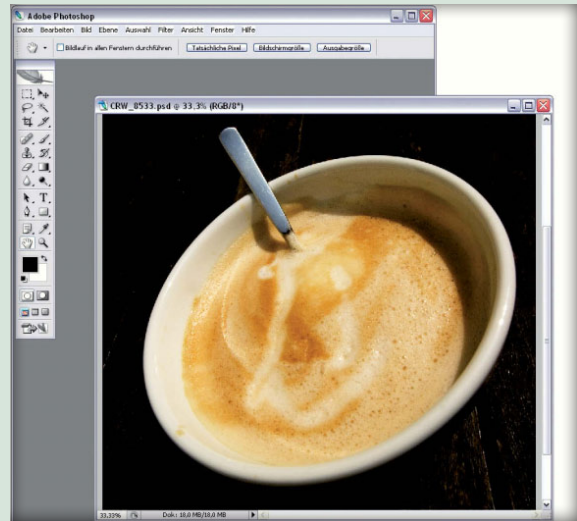 Adobe Photoshop
Datei Bearbeiten Bild Ebene Auswahl Filter Ansicht Fenster Hilfe
Bildlauf in allen Fenstern durchführen Tatsächliche Pixel Bildschirmgröße Ausgabegröße
CRW_8533.psd @ 33,3% (RGB/8*)
T
33,33% Dok: 18,0 MB/18,0 MB